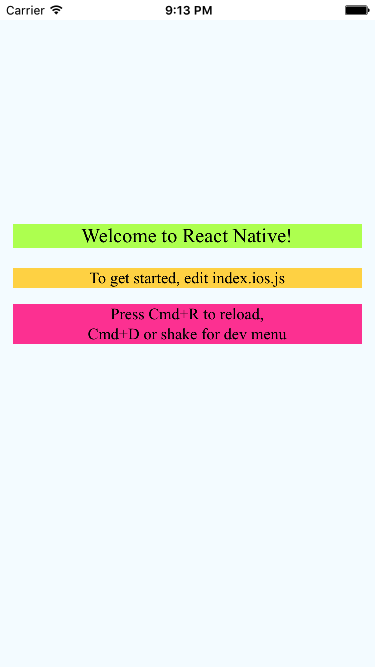 Carrier 9:13 PM
Welcome to React Native!
To get started, edit index.ios.js
Press Cmd+R to reload,
Cmd+D or shake for dev menu